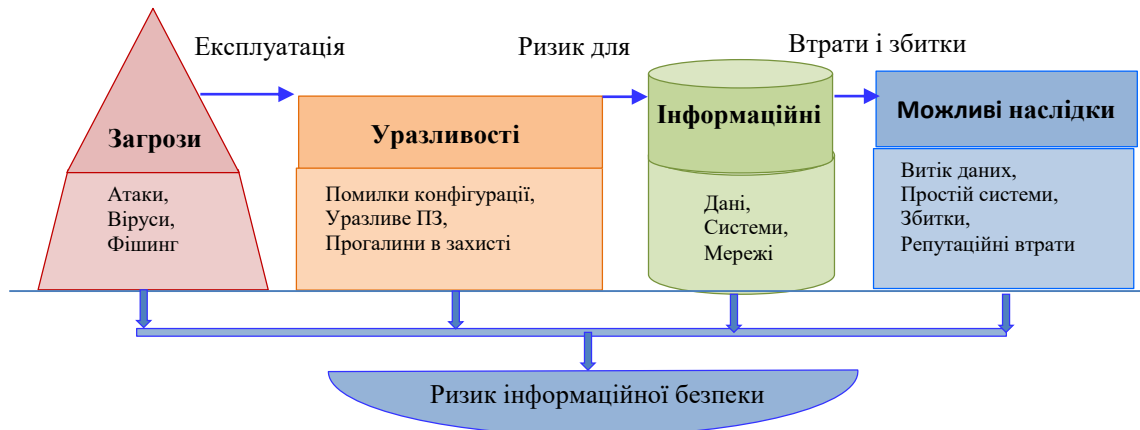 Експлуатація
Ризик для
Втрати і збитки
Загрози
Уразливості
Інформаційні
Можливі наслідки
Атаки,
Віруси,
Фішинг
Помилки конфігурації,
Уразливе ПЗ,
Прогалини в захисті
Дані,
Системи,
Мережі
Витік даних,
Простій системи,
Збитки,
Репутаційні втрати
Ризик інформаційної безпеки